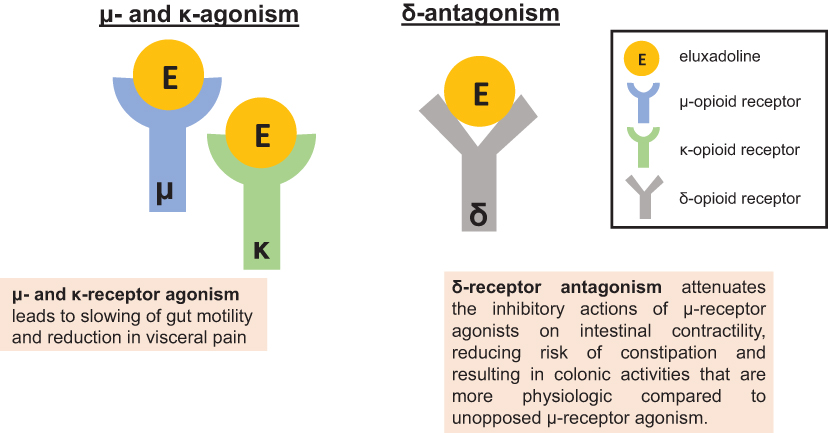 μ- and κ-agonism
E
μ
E
κ
μ- and κ-receptor agonism
leads to slowing of gut motility
and reduction in visceral pain
δ-antagonism
E
δ
δ-receptor antagonism attenuates
the inhibitory actions of μ-receptor
agonists on intestinal contractility,
reducing risk of constipation and
resulting in colonic activities that are
more physiologic compared to
unopposed μ-receptor agonism.
E eluxadoline
μ-opioid receptor
κ-opioid receptor
δ-opioid receptor